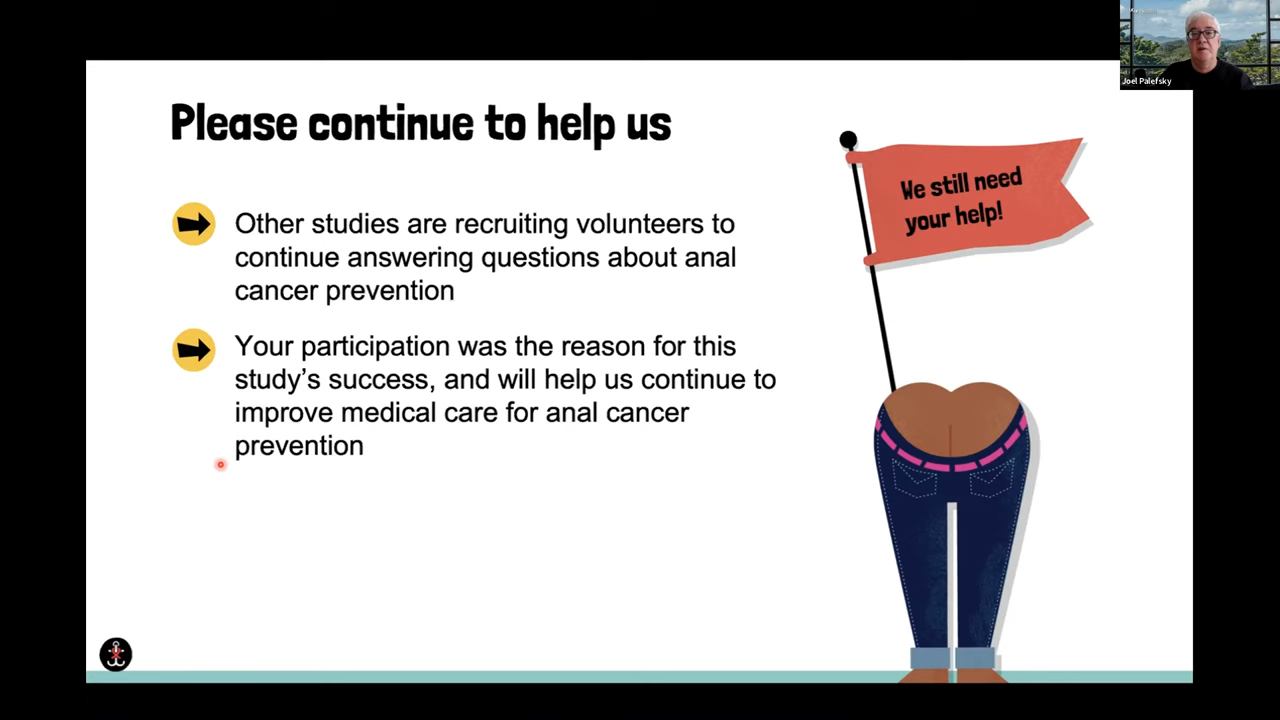 Joel Palefsky
Please continue to help us
We still need
your help!
Other studies are recruiting volunteers to
continue answering questions about anal
cancer prevention
Your participation was the reason for this
study's success, and will help us continue to
improve medical care for anal cancer
prevention